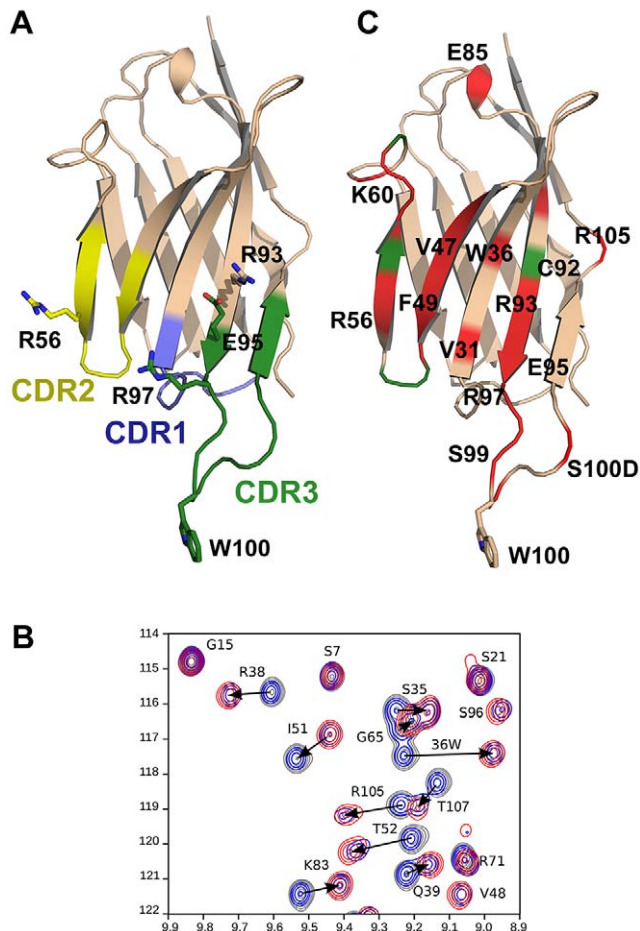 A
R93
R56
E95
CDR2
R97
CDR1
CDR3
W100
C
E85
K60
R105
V47
W36
C92
F49
R93
R56
V31
E95
R97
S99
S100D
W100
B
114
G15
S7
S21
R38
115
S35
S96
116
I51
G65
117
36W
118
R105
T107
119
T52
120
K83
R71
121
Q39
V48
122
9.9 9.8 9.7 9.6 9.5 9.4 9.3 9.2 9.1 9.0 8.9